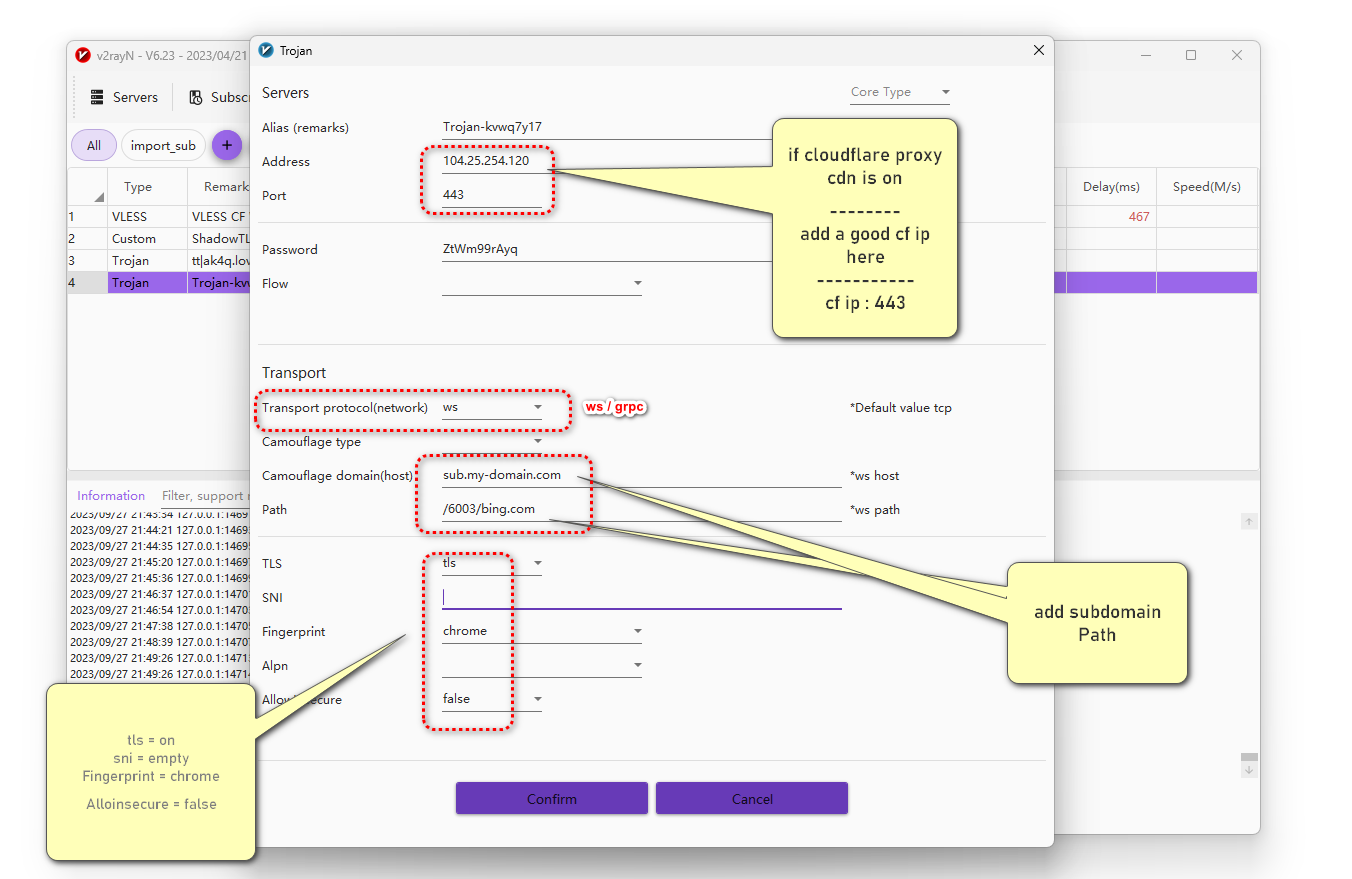 v2rayN - V6.23 - 2023/04/21
Servers
All
import_sub
+
Type
Remark
Delay(ms)
Speed(M/s)
1 VLESS VLESS CF 467
2 Custom ShadowTL
3 Trojan tt|ak4q.lov
4 Trojan Trojan-kvw
Information
Filter, support
2023/09/27 21:43:54 127.0.0.1:1469
2023/09/27 21:44:21 127.0.0.1:1469
2023/09/27 21:44:35 127.0.0.1:1469
2023/09/27 21:45:20 127.0.0.1:1469
2023/09/27 21:45:36 127.0.0.1:1469
2023/09/27 21:46:37 127.0.0.1:1470
2023/09/27 21:46:54 127.0.0.1:1470
2023/09/27 21:47:38 127.0.0.1:1470
2023/09/27 21:48:39 127.0.0.1:1470
2023/09/27 21:49:26 127.0.0.1:1471
2023/09/27 21:49:26 127.0.0.1:1471
Trojan
Servers
Core Type
Alias (remarks) Trojan-kvwq7y17
Address 104.25.254.120
Port 443
Password ZtWm99rAyq
Flow
Transport
Transport protocol(network) ws
ws / grpc
*Default value tcp
Camouflage type
Camouflage domain(host) sub.my-domain.com *ws host
Path /6003/bing.com *ws path
TLS tls
SNI
Fingerprint chrome
Alpn
false
Confirm
Cancel
if cloudflare proxy
cdn is on
--------
add a good cf ip
here
-----------
cf ip : 443
add subdomain
Path
tls = on
sni = empty
Fingerprint = chrome
Alloinsecure = false